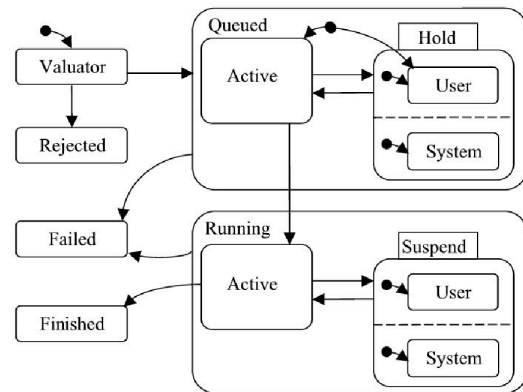 Queued
Hold
Valuator
Active
User
Rejected
System
Failed
Running
Suspend
Active
User
Finished
System